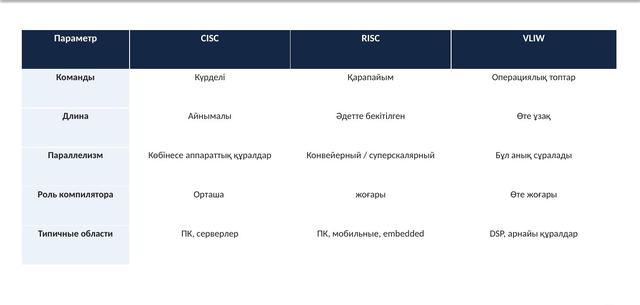 Параметр CISC RISC VLIW
Команды Күрделі Қарапайым Операциялық топтар
Длина Айнымалы Әдетте бекітілген Өте ұзақ
Параллелизм Көбінесе аппараттық құралдар Конвейерный / суперскалярный Бұл анық сұралады
Роль компилятора Орташа жоғары Өте жоғары
Типичные области ПК, серверлер ПК, мобильные, embedded DSP, арнайы құралдар